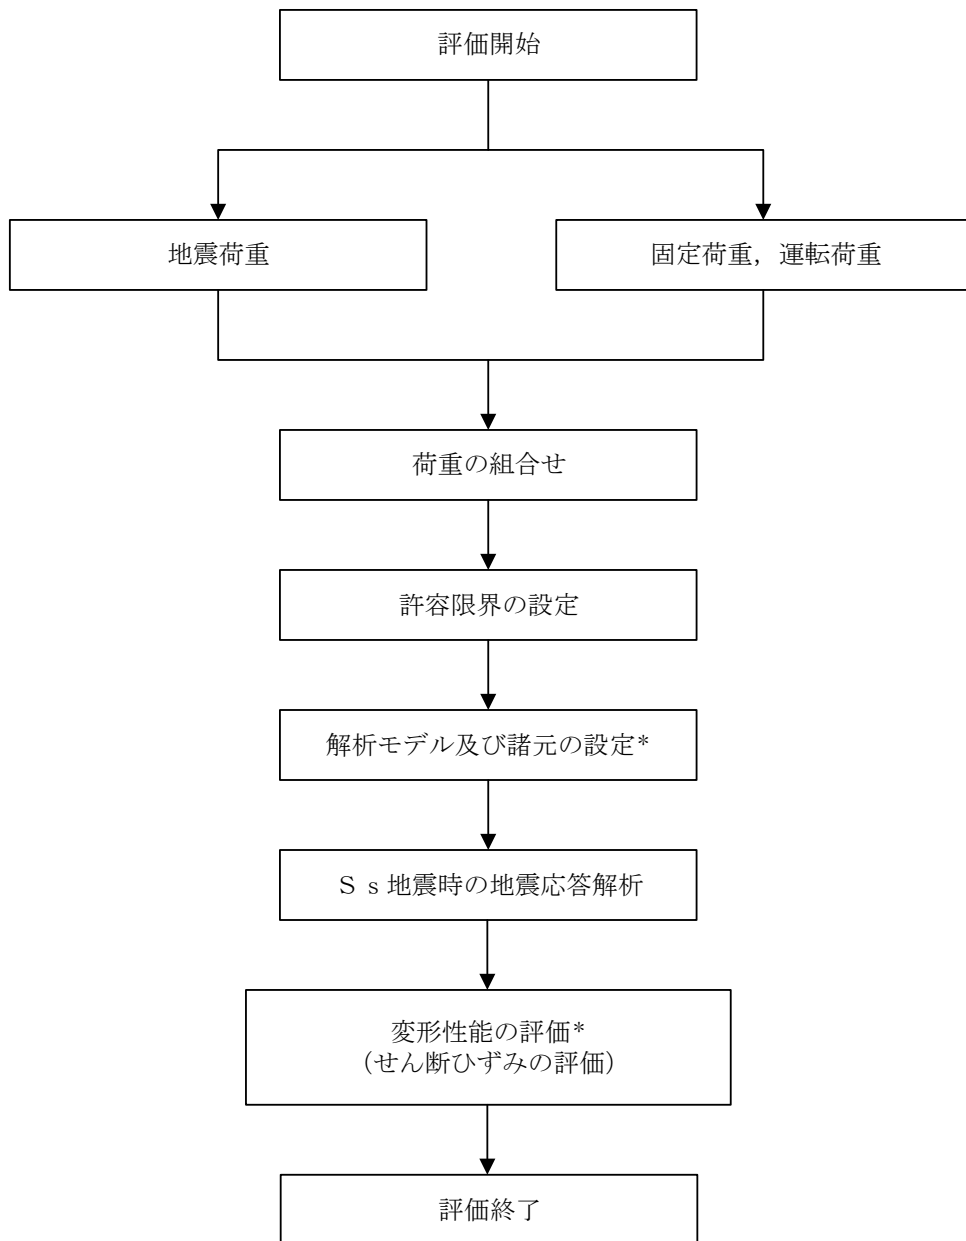 評価開始
地震荷重
固定荷重，運転荷重
荷重の組合せ
許容限界の設定
解析モデル及び諸元の設定*
Ｓｓ地震時の地震応答解析
変形性能の評価*
（せん断ひずみの評価）
評価終了